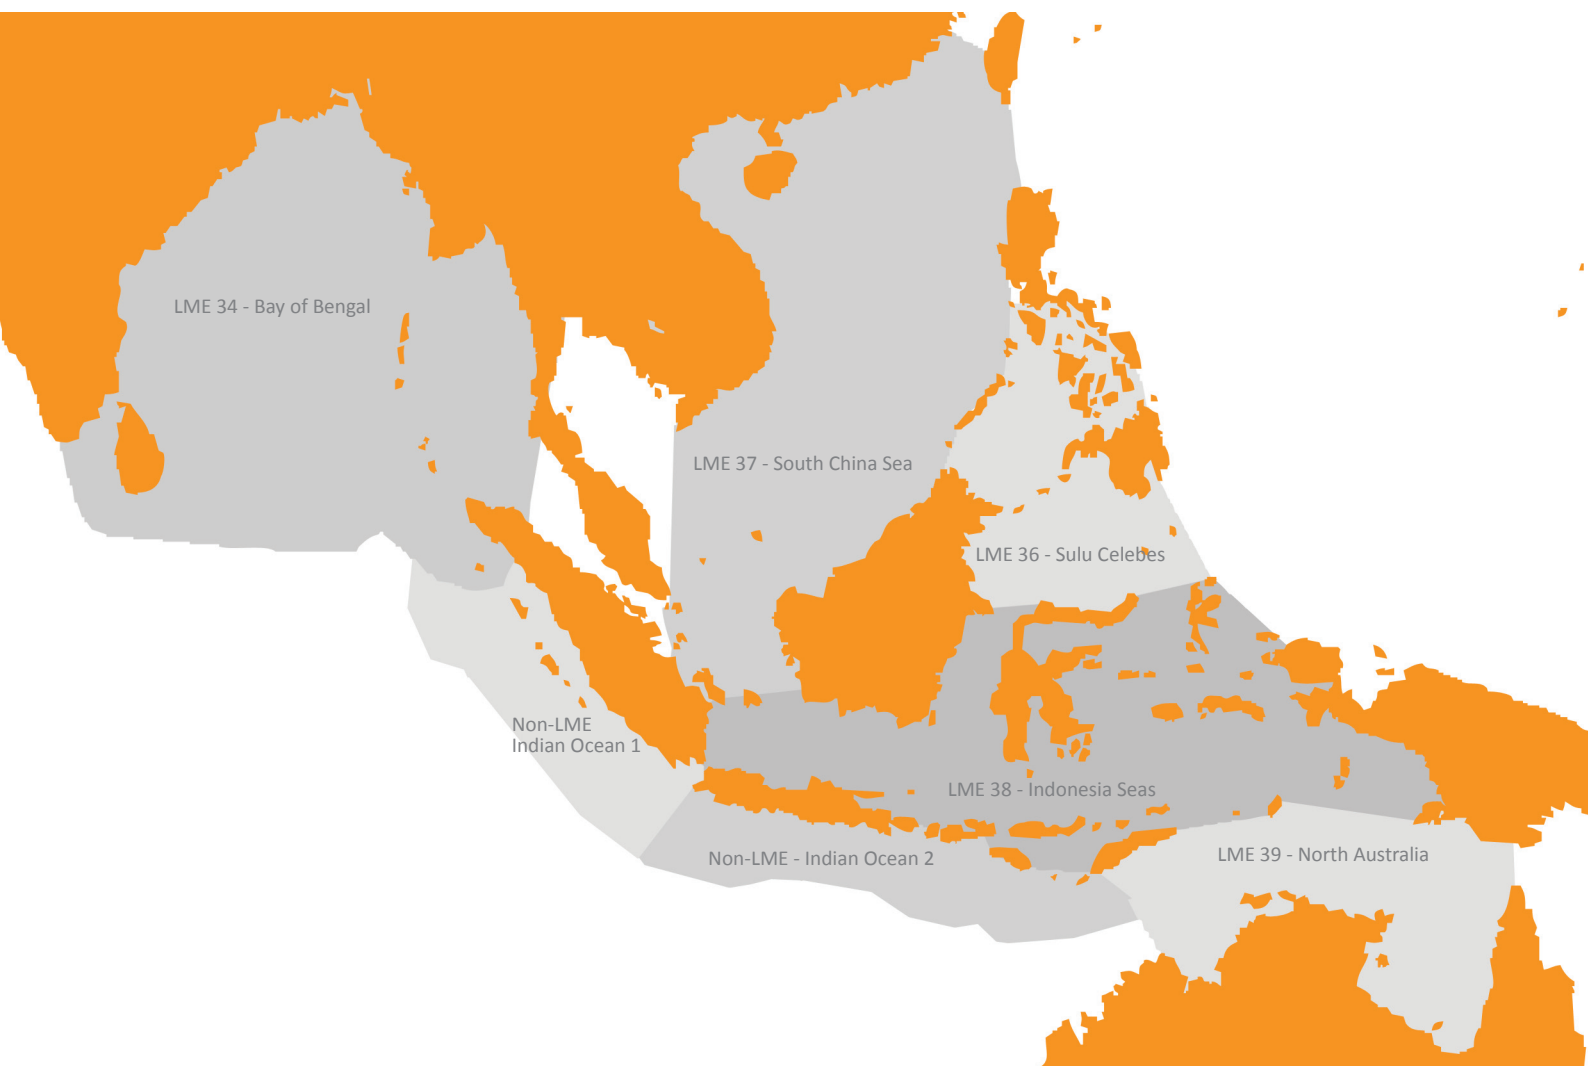 LME 34 - Bay of Bengal
LME 37 - South China Sea
LME 36 - Sulu Celebes
Non-LME
Indian Ocean 1
LME 38 - Indonesia Seas
Non-LME - Indian Ocean 2
LME 39 - North Australia